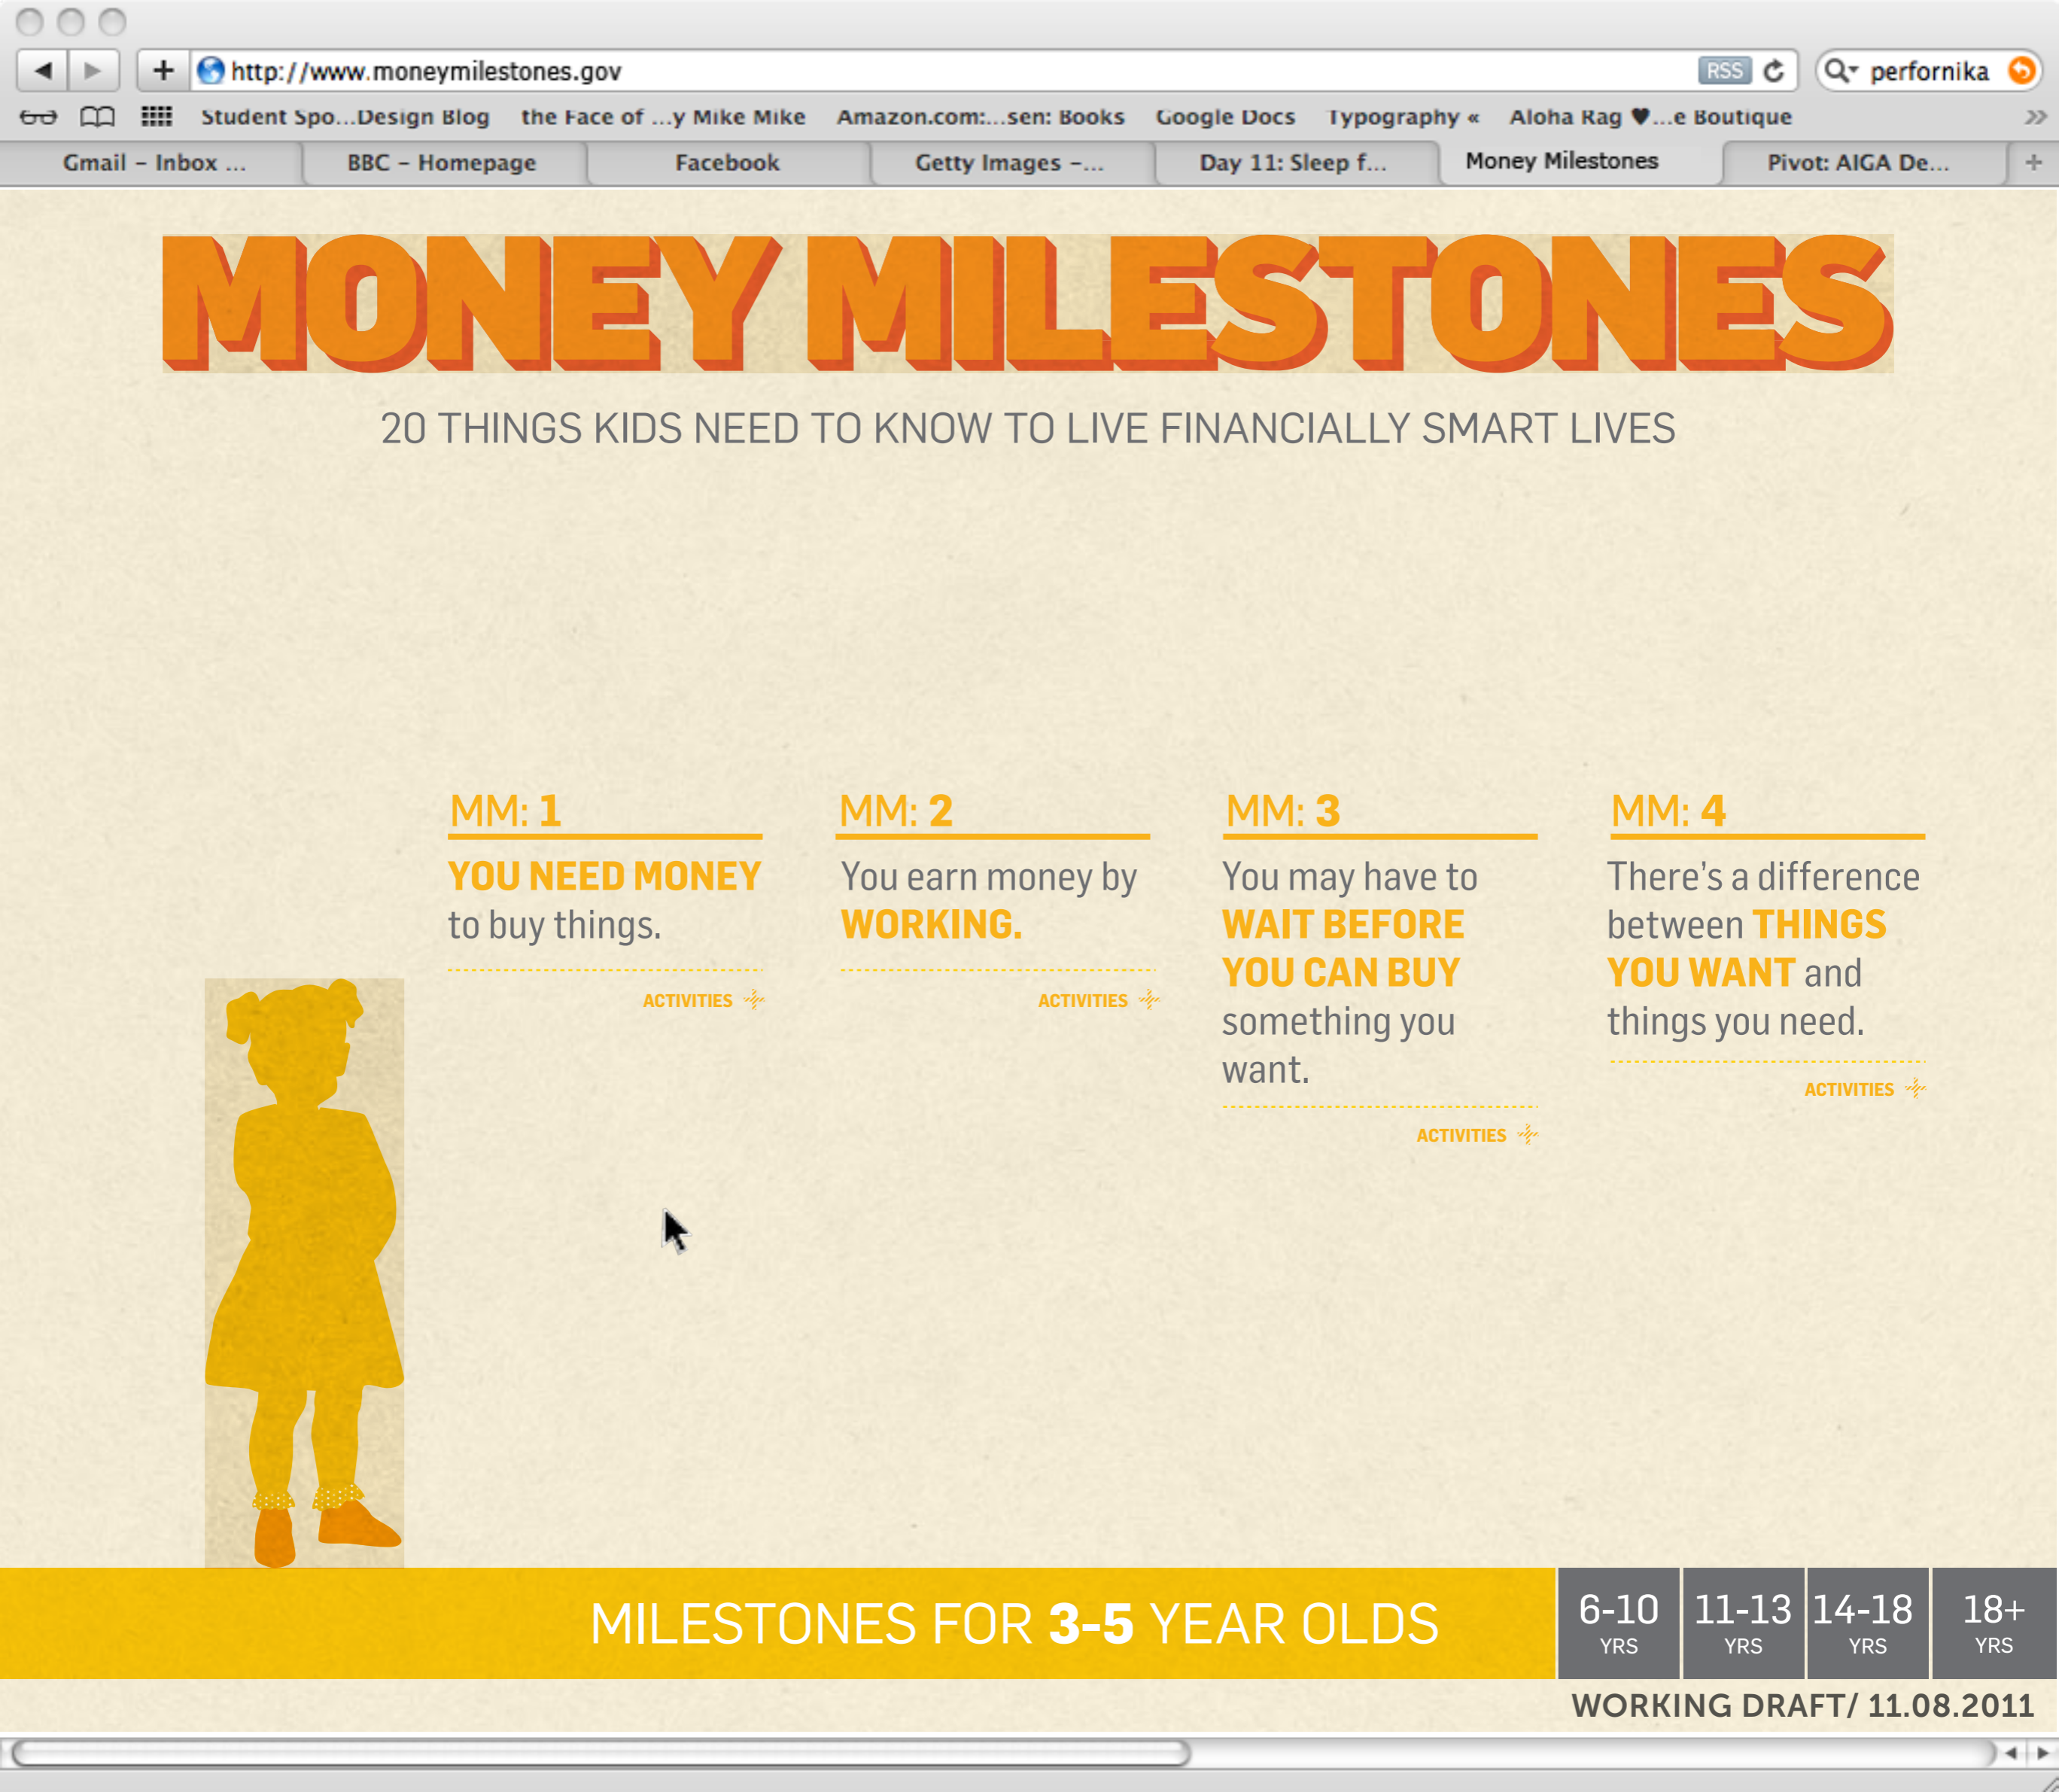 http://www.moneymilestones.gov
RSS
perfornika
Student Spo...Design Blog
the Face of ...y Mike Mike
Amazon.com:...sen: Books
Google Docs
Typography «
Aloha Rag ♥...e Boutique
Gmail – Inbox ...
BBC – Homepage
Facebook
Getty Images –...
Day 11: Sleep f...
Money Milestones
Pivot: AIGA De...
MONEY MILESTONES
20 THINGS KIDS NEED TO KNOW TO LIVE FINANCIALLY SMART LIVES
MM: 1
YOU NEED MONEY
to buy things.
ACTIVITIES
MM: 2
You earn money by
WORKING.
ACTIVITIES
MM: 3
You may have to
WAIT BEFORE
YOU CAN BUY
something you
want.
ACTIVITIES
MM: 4
There's a difference
between THINGS
YOU WANT and
things you need.
ACTIVITIES
MILESTONES FOR 3-5 YEAR OLDS
6-10
YRS
11-13
YRS
14-18
YRS
18+
YRS
WORKING DRAFT/ 11.08.2011